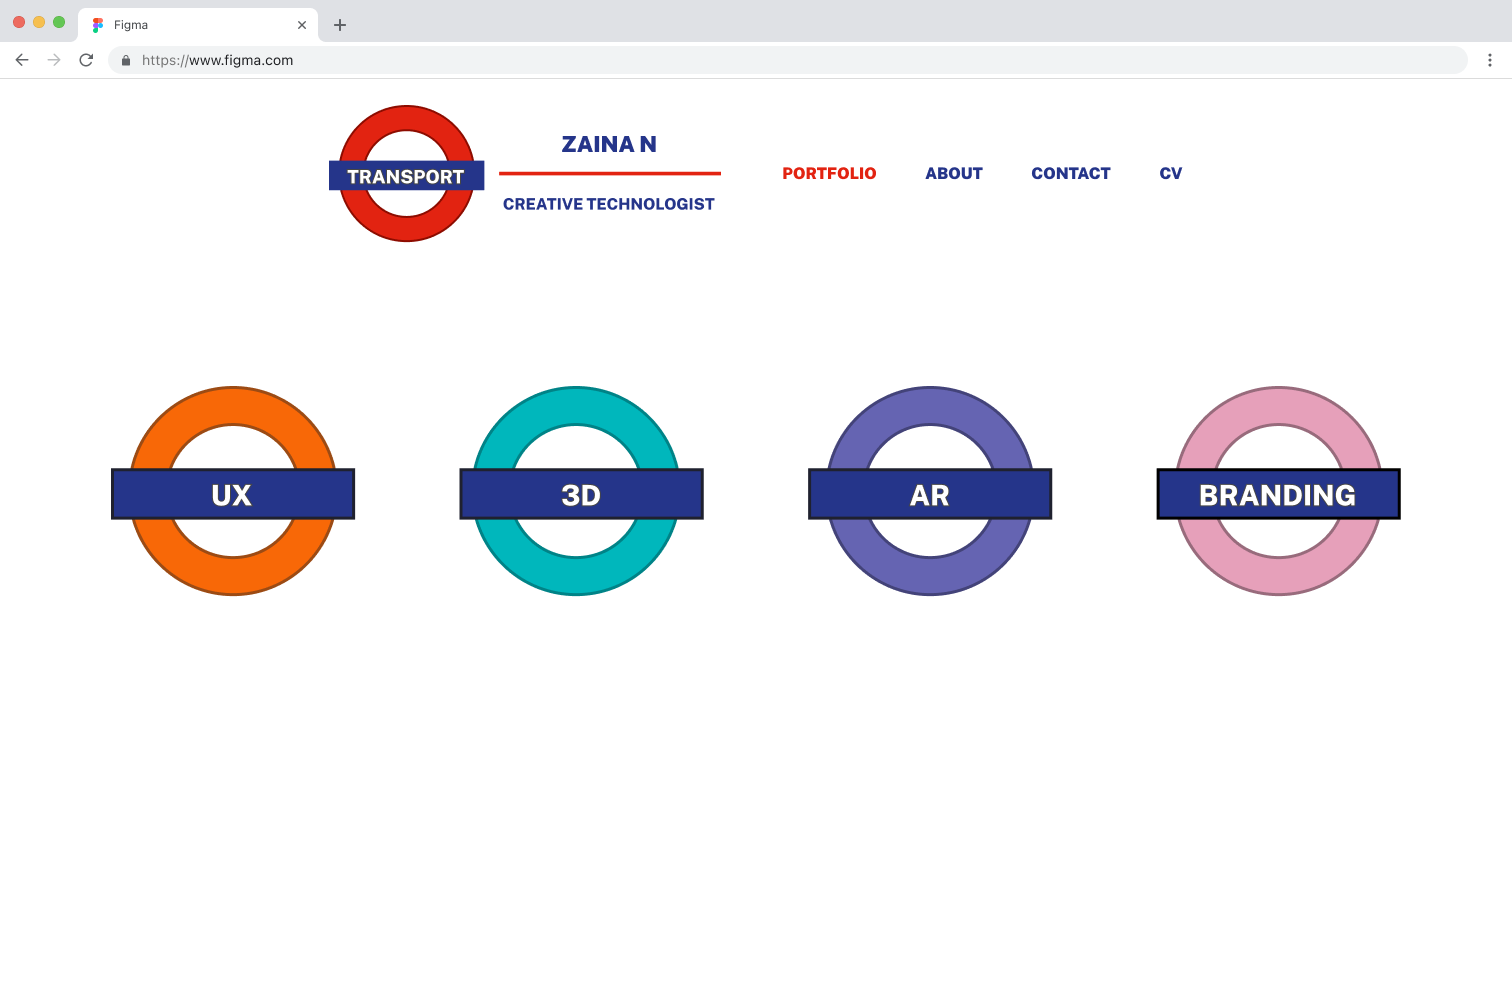 Figma
https://www.figma.com
TRANSPORT
ZAINA N
CREATIVE TECHNOLOGIST
PORTFOLIO ABOUT CONTACT CV
UX
3D
AR
BRANDING